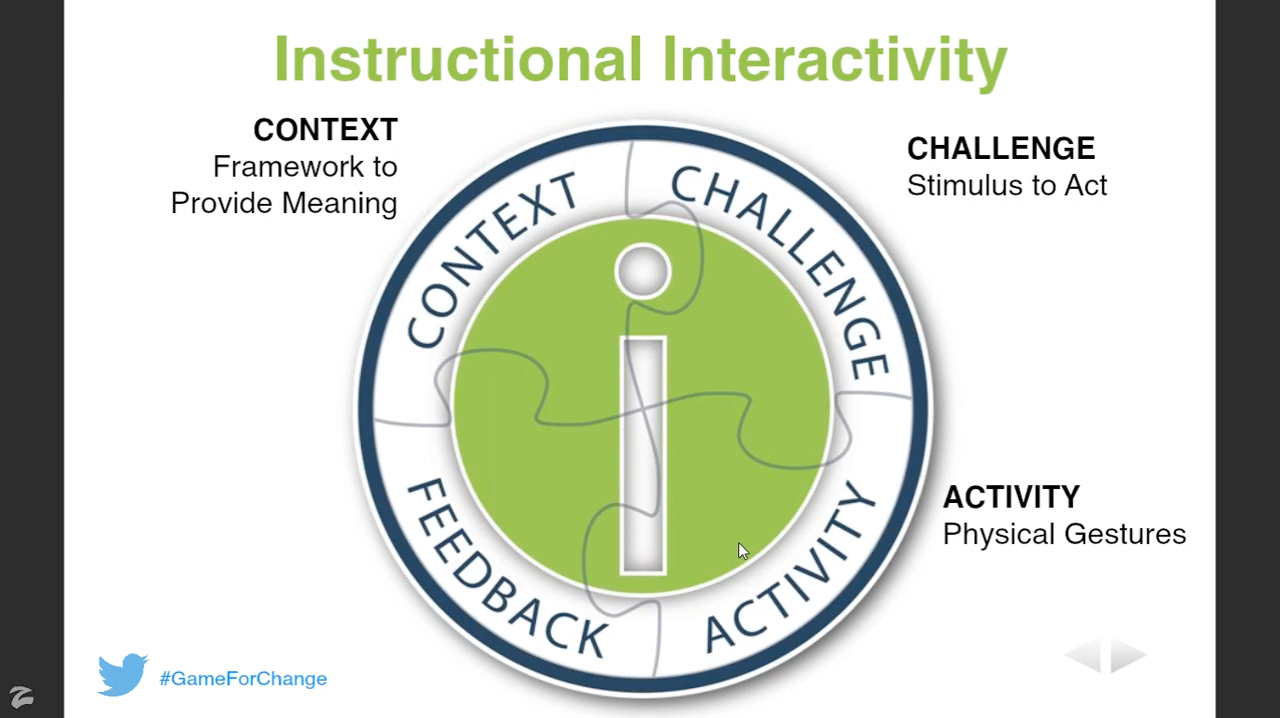 Instructional Interactivity
CONTEXT
Framework to
Provide Meaning
CHALLENGE
Stimulus to Act
CONTEXT
CHALLENGE
i
FEEDBACK
ACTIVITY
ACTIVITY
Physical Gestures
#GameForChange